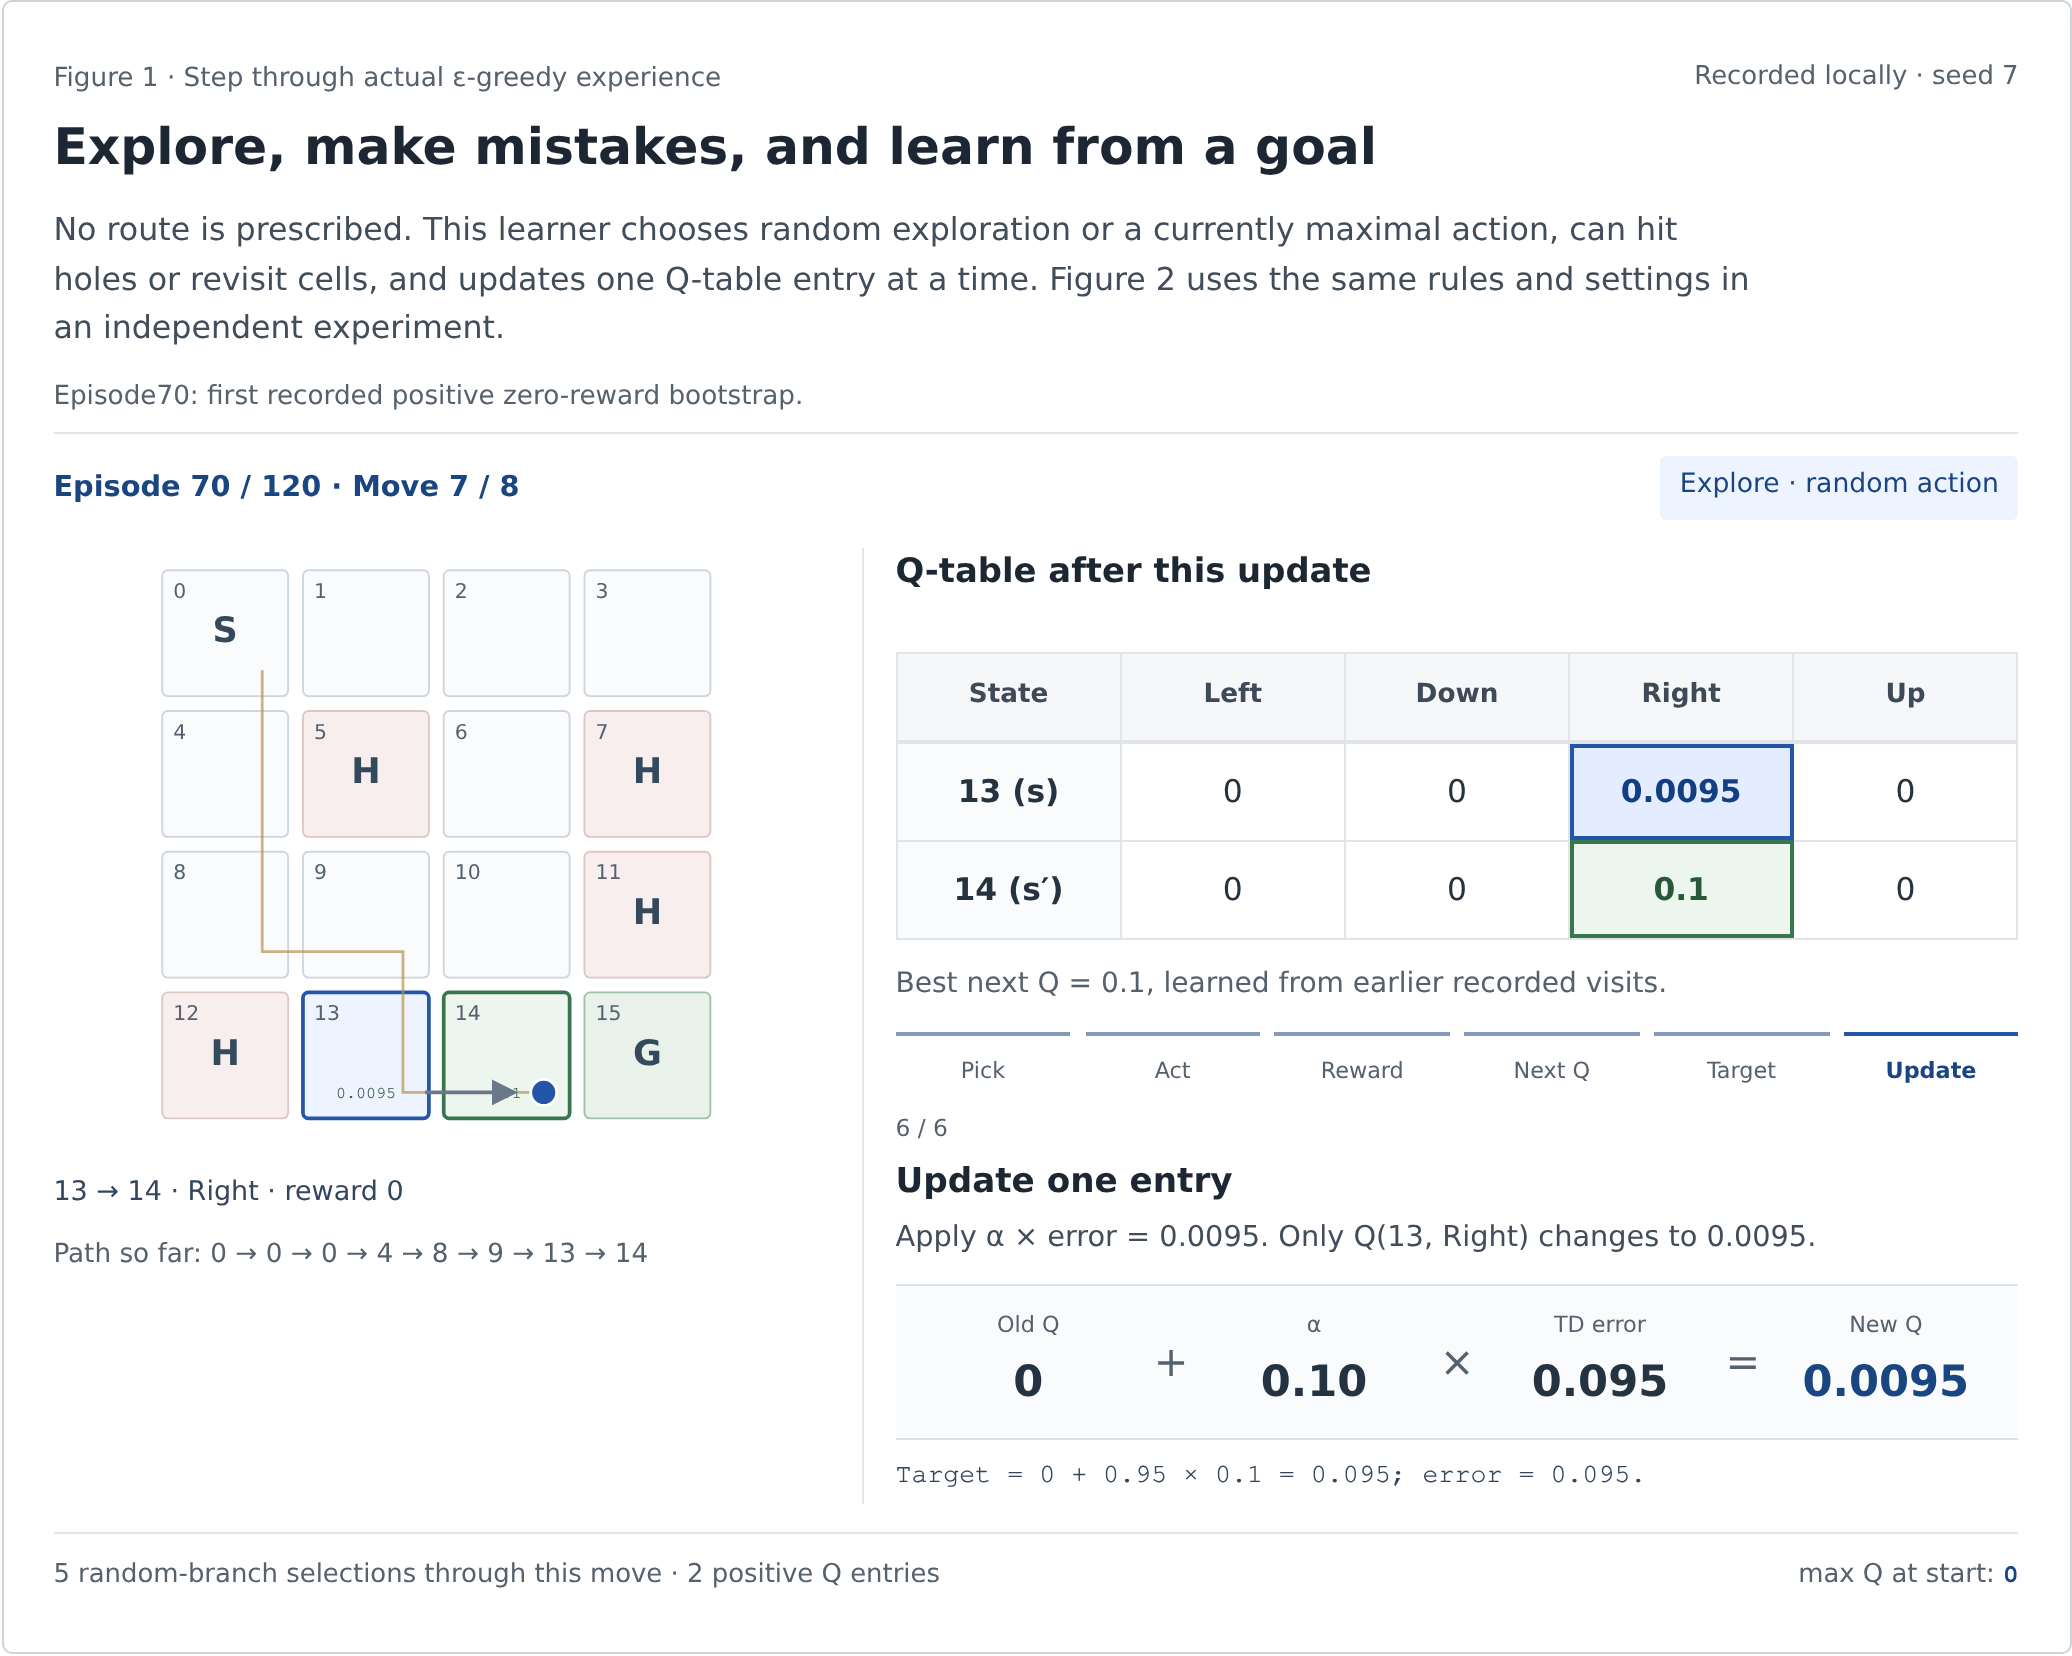 Figure 1 · Step through actual ε-greedy experience
Recorded locally · seed 7
Explore, make mistakes, and learn from a goal
No route is prescribed. This learner chooses random exploration or a currently maximal action, can hit
holes or revisit cells, and updates one Q-table entry at a time. Figure 2 uses the same rules and settings in
an independent experiment.
Episode70: first recorded positive zero-reward bootstrap.
Episode 70 / 120 · Move 7 / 8
Explore · random action
0 1 2 3
S
4 5 6 7
H H
8 9 10 11
H
12 13 14 15
H G
0.0095
13 → 14 · Right · reward 0
Path so far: 0 → 0 → 0 → 4 → 8 → 9 → 13 → 14
Q-table after this update
State Left Down Right Up
13 (s) 0 0 0.0095 0
14 (s′) 0 0 0.1 0
Best next Q = 0.1, learned from earlier recorded visits.
Pick Act Reward Next Q Target Update
6 / 6
Update one entry
Apply α × error = 0.0095. Only Q(13, Right) changes to 0.0095.
Old Q α TD error New Q
0 + 0.10 × 0.095 = 0.0095
Target = 0 + 0.95 × 0.1 = 0.095; error = 0.095.
5 random-branch selections through this move · 2 positive Q entries
max Q at start: 0